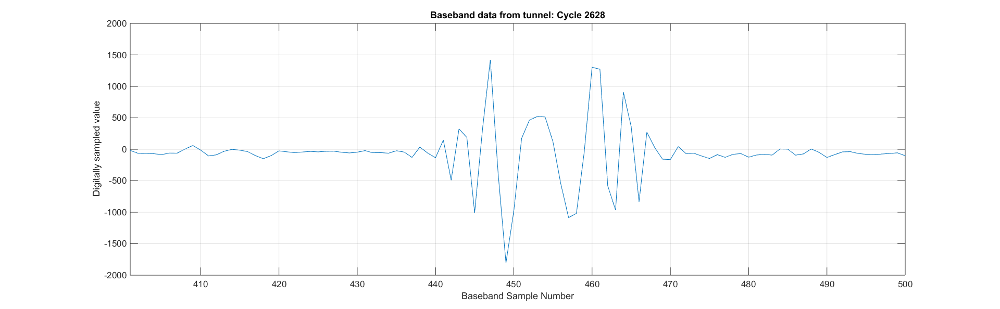 Baseband data from tunnel: Cycle 2628
2000
1500
1000
500
0
-500
-1000
-1500
-2000
Digitally sampled value
410 420 430 440 450 460 470 480 490 500
Baseband Sample Number